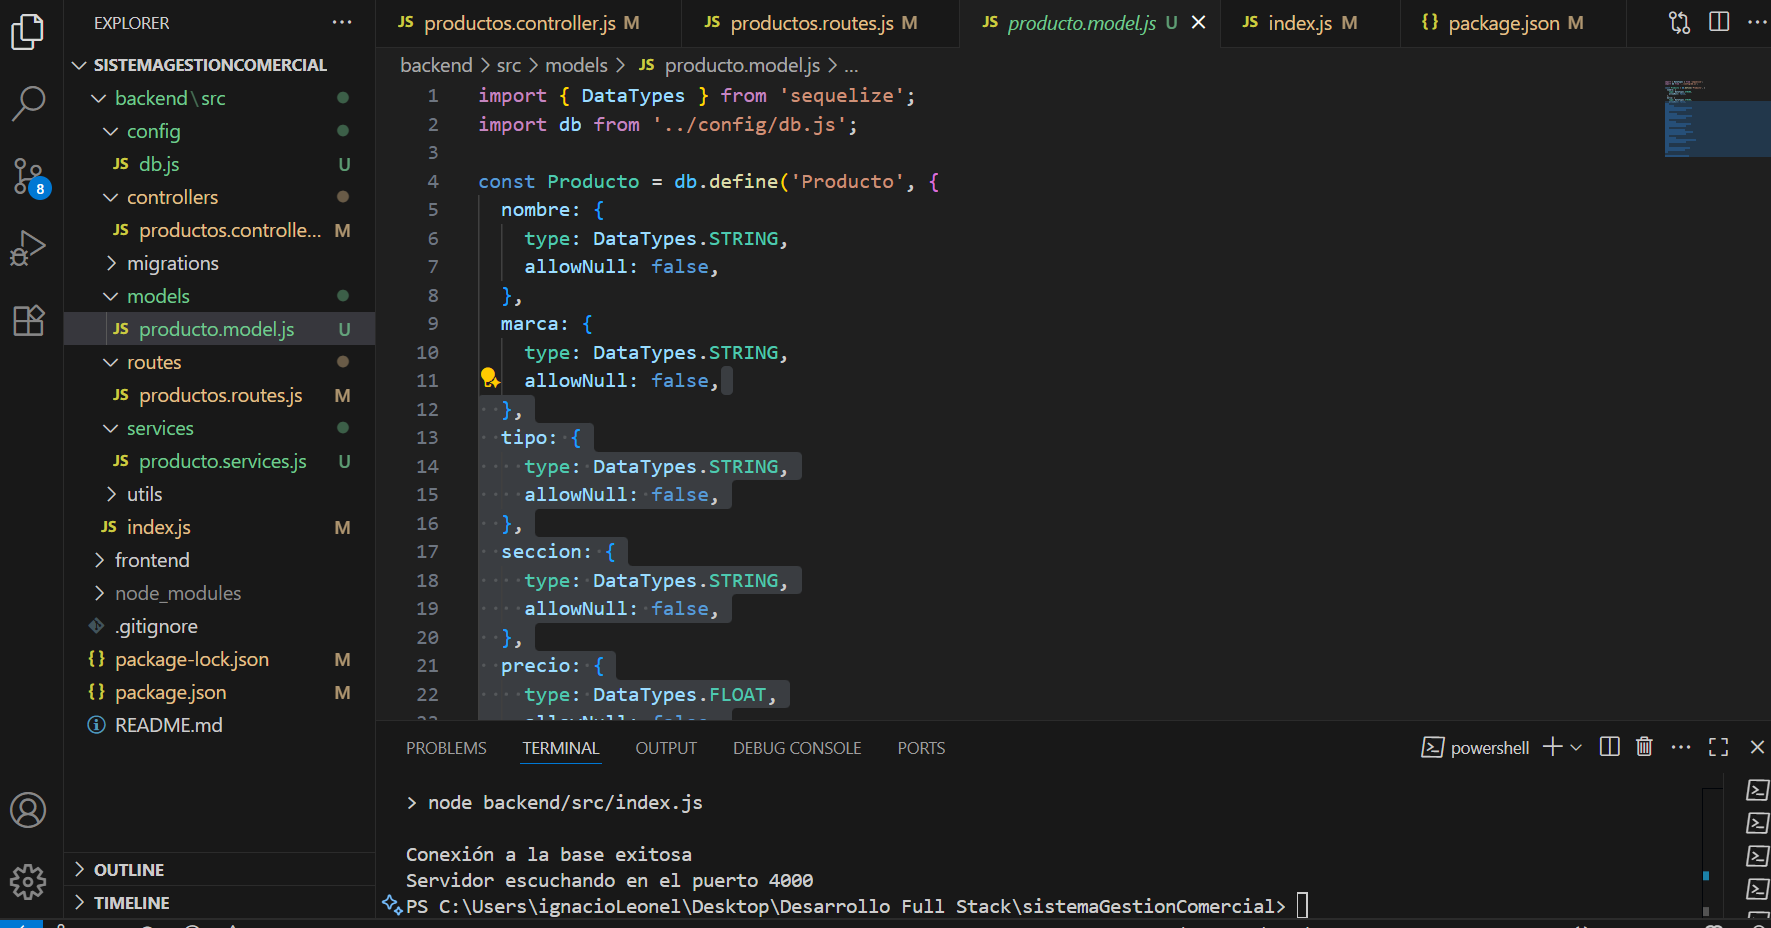 EXPLORER
SISTEMAGESTIONCOMERCIAL
backend\src
config
JS db.js U
controllers
JS productos.controlle... M
migrations
models
JS producto.model.js U
routes
JS productos.routes.js M
services
JS producto.services.js U
utils
JS index.js M
frontend
node_modules
.gitignore
{} package-lock.json M
{} package.json M
README.md
OUTLINE
TIMELINE
8
JS productos.controller.js M
JS productos.routes.js M
JS producto.model.js U
JS index.js M
{} package.json M
backend > src > models > JS producto.model.js > ...
1 import { DataTypes } from 'sequelize';
2 import db from '../config/db.js';
3
4 const Producto = db.define('Producto', {
5 nombre: {
6 type: DataTypes.STRING,
7 allowNull: false,
8 },
9 marca: {
10 type: DataTypes.STRING,
11 allowNull: false,
12 },
13 tipo: {
14 type: DataTypes.STRING,
15 allowNull: false,
16 },
17 seccion: {
18 type: DataTypes.STRING,
19 allowNull: false,
20 },
21 precio: {
22 type: DataTypes.FLOAT,
23 allowNull: false,
PROBLEMS TERMINAL OUTPUT DEBUG CONSOLE PORTS
powershell
> node backend/src/index.js
Conexión a la base exitosa
Servidor escuchando en el puerto 4000
PS C:\Users\ignacioLeonel\Desktop\Desarrollo Full Stack\sistemaGestionComercial>